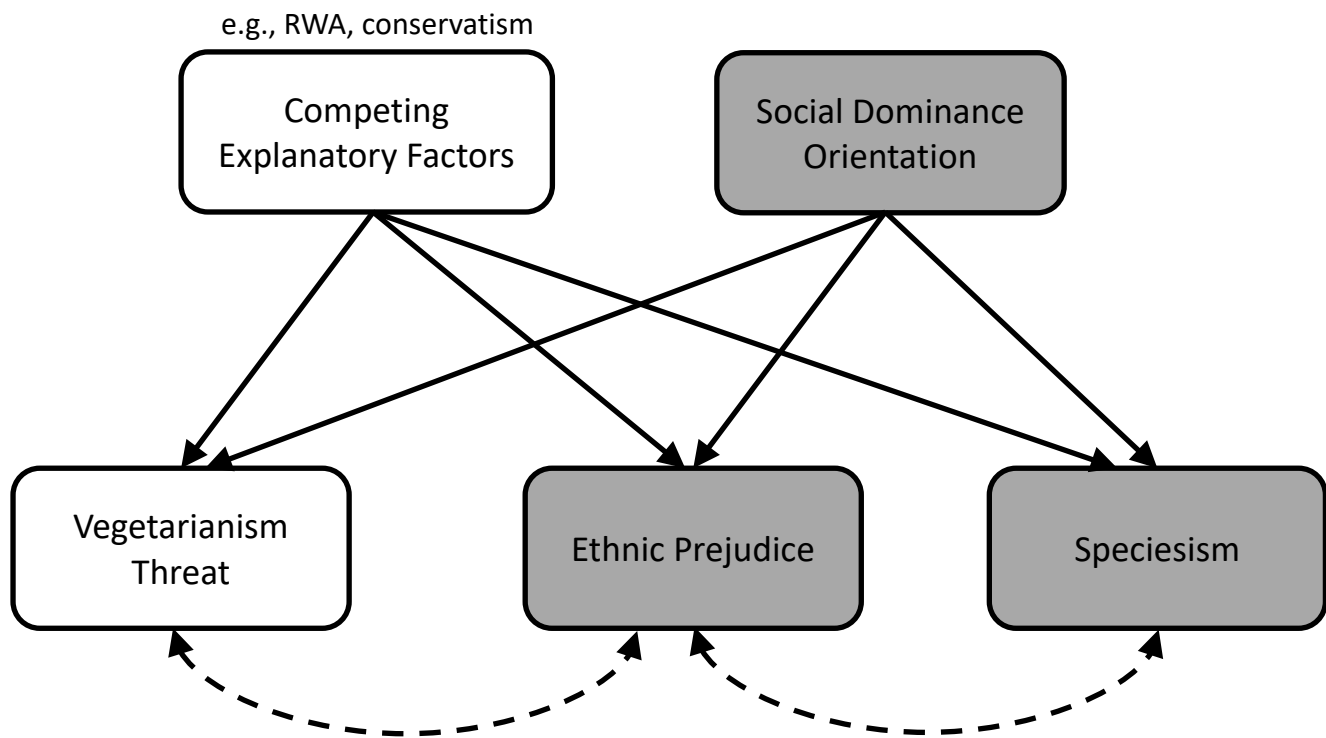 e.g., RWA, conservatism
Competing
Explanatory Factors
Social Dominance
Orientation
Vegetarianism
Threat
Ethnic Prejudice
Speciesism